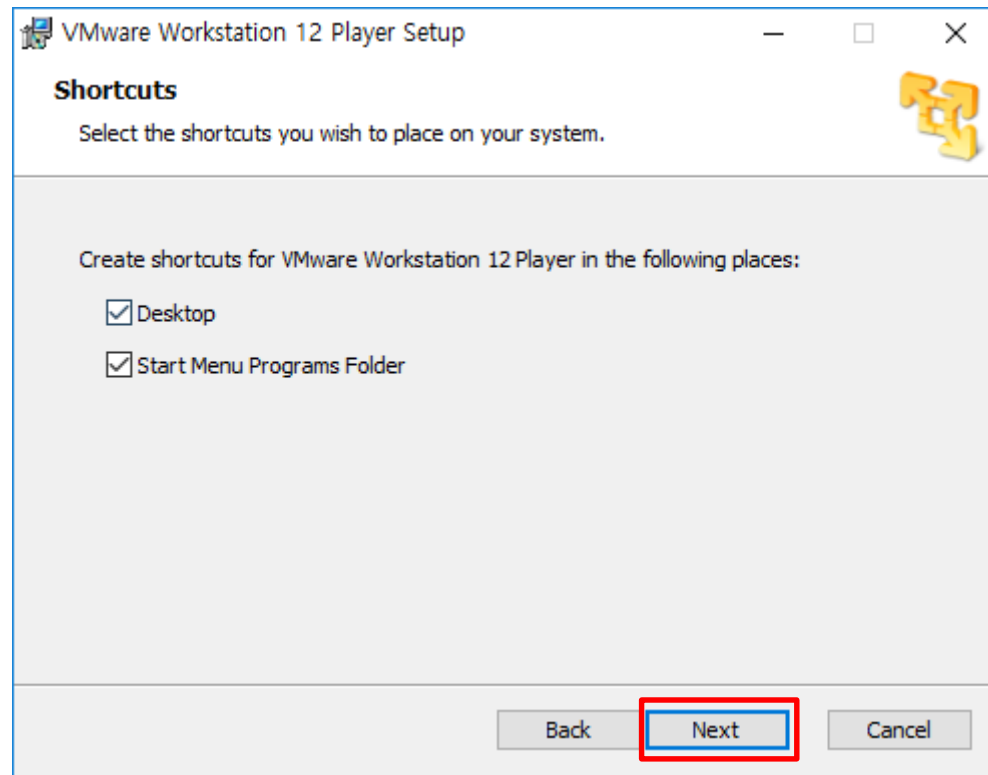 VMware Workstation 12 Player Setup
Shortcuts
Select the shortcuts you wish to place on your system.
Create shortcuts for VMware Workstation 12 Player in the following places:
Desktop
Start Menu Programs Folder
Back Next Cancel